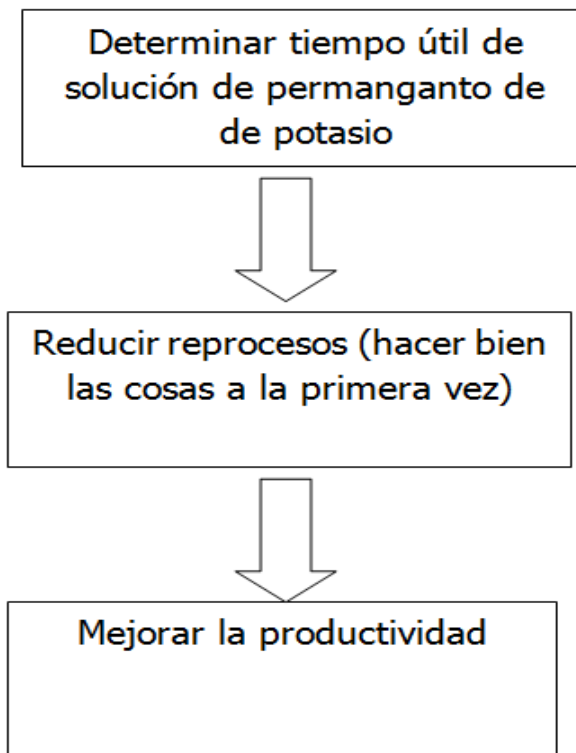 Determinar tiempo útil de
solución de permanganto de
de potasio
Reducir reprocesos (hacer bien
las cosas a la primera vez)
Mejorar la productividad